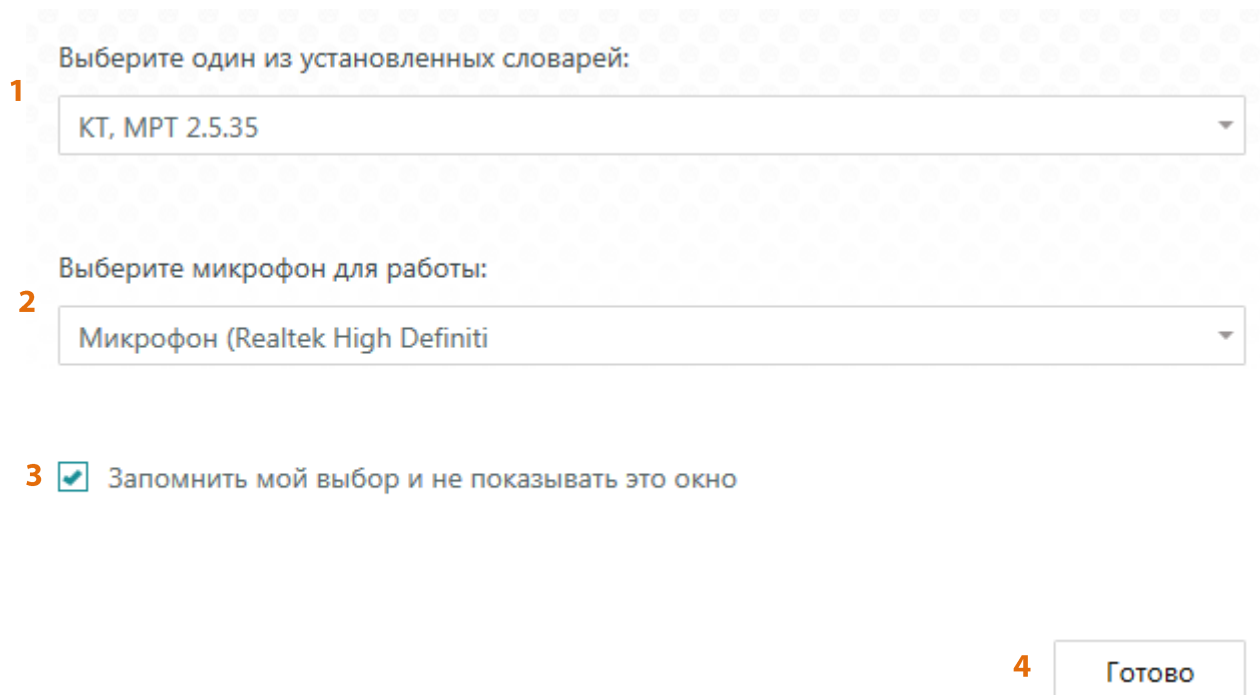 Выберите один из установленных словарей:
1
КТ, МРТ 2.5.35
Выберите микрофон для работы:
2
Микрофон (Realtek High Definiti
3 Запомнить мой выбор и не показывать это окно
4 Готово